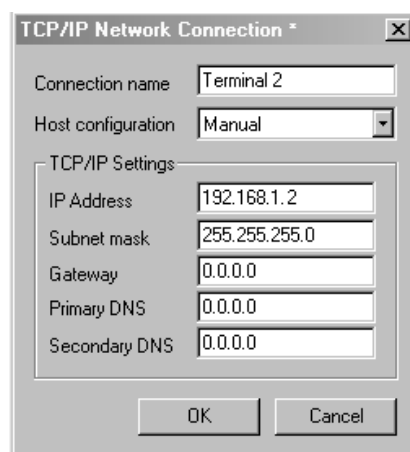 TCP/IP Network Connection *
Connection name Terminal 2
Host configuration Manual
TCP/IP Settings
IP Address 192.168.1.2
Subnet mask 255.255.255.0
Gateway 0.0.0.0
Primary DNS 0.0.0.0
Secondary DNS 0.0.0.0
OK Cancel